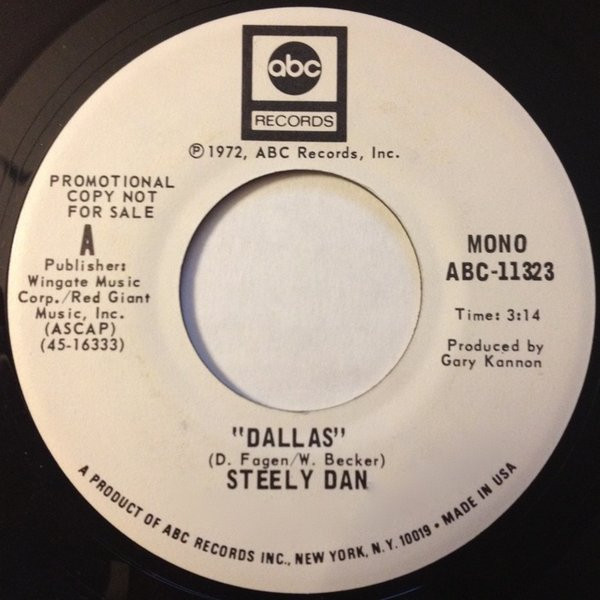 abc
RECORDS
℗ 1972, ABC Records, Inc.
PROMOTIONAL
COPY NOT
FOR SALE
A
Publisher:
Wingate Music
Corp./Red Giant
Music, Inc.
(ASCAP)
(45-16333)
MONO
ABC-11323
Time: 3:14
Produced by
Gary Kannon
"DALLAS"
(D. Fagen/W. Becker)
STEELY DAN
A PRODUCT OF ABC RECORDS INC., NEW YORK, N.Y. 10019 • MADE IN USA